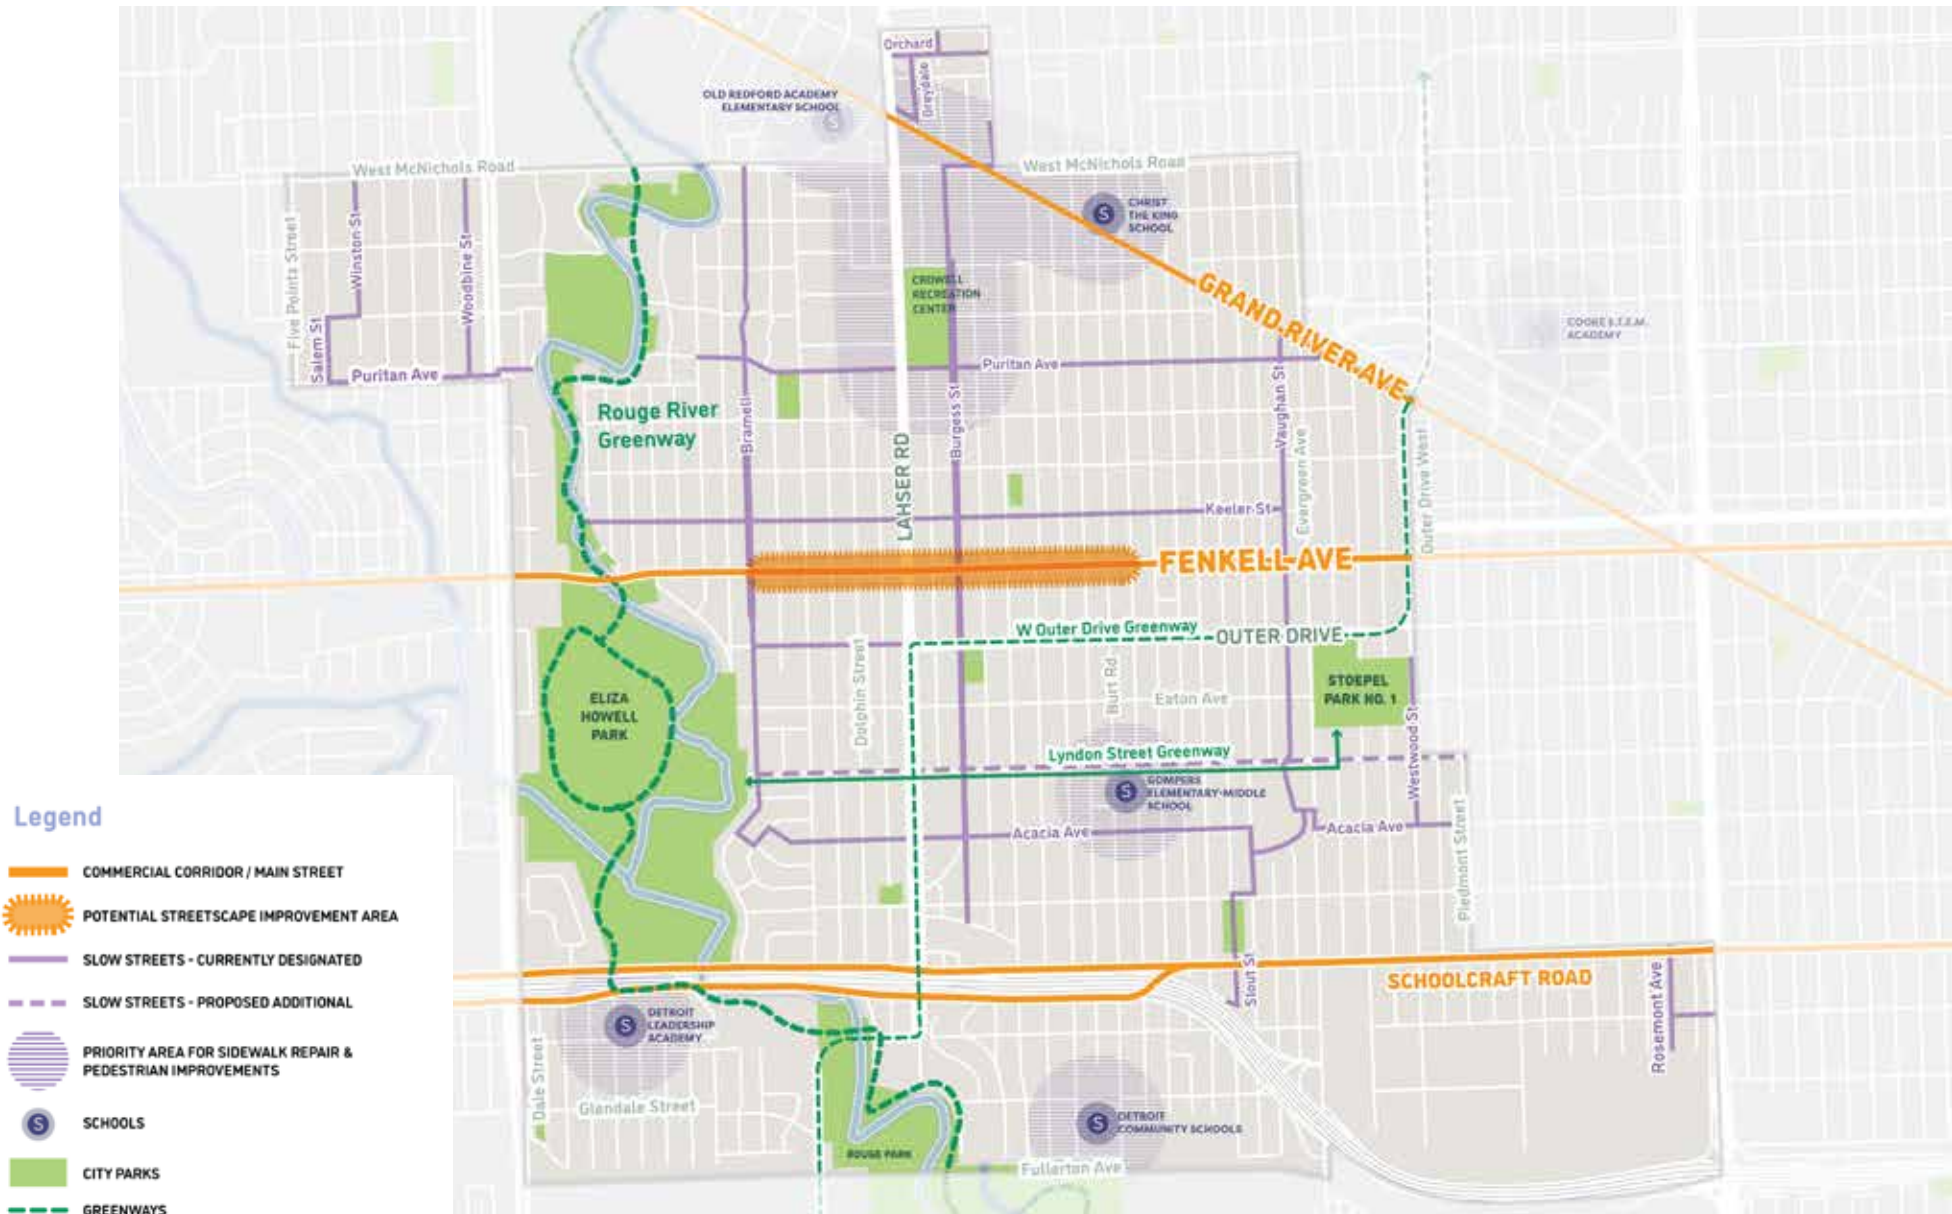 Orchard
Greydale
OLD REDFORD ACADEMY
ELEMENTARY SCHOOL
S
West McNichols Road
West McNichols Road
Five Points Street
Winston St
Woodbine St
Salem St
Puritan Ave
S
CHRIST
THE KING
SCHOOL
CROWELL
RECREATION
CENTER
GRAND RIVER AVE
COOKE S.T.E.M.
ACADEMY
Puritan Ave
Rouge River
Greenway
Bramell
LAHSER RD
Burgess St
Vaughan St
Evergreen Ave
Outer Drive West
Keeler St
FENKELL AVE
W Outer Drive Greenway
OUTER DRIVE
Dolphin Street
Burt Rd
Eaton Ave
ELIZA
HOWELL
PARK
STOEPEL
PARK NO. 1
Westwood St
Lyndon Street Greenway
S
GOMPERS
ELEMENTARY-MIDDLE
SCHOOL
Acacia Ave
Acacia Ave
Piedmont Street
Stout St
SCHOOLCRAFT ROAD
Rosemont Ave
S
DETROIT
LEADERSHIP
ACADEMY
Dale Street
Glendale Street
S
DETROIT
COMMUNITY SCHOOLS
ROUGE PARK
Fullerton Ave
Legend
COMMERCIAL CORRIDOR / MAIN STREET
POTENTIAL STREETSCAPE IMPROVEMENT AREA
SLOW STREETS - CURRENTLY DESIGNATED
SLOW STREETS - PROPOSED ADDITIONAL
PRIORITY AREA FOR SIDEWALK REPAIR &
PEDESTRIAN IMPROVEMENTS
S
SCHOOLS
CITY PARKS
GREENWAYS